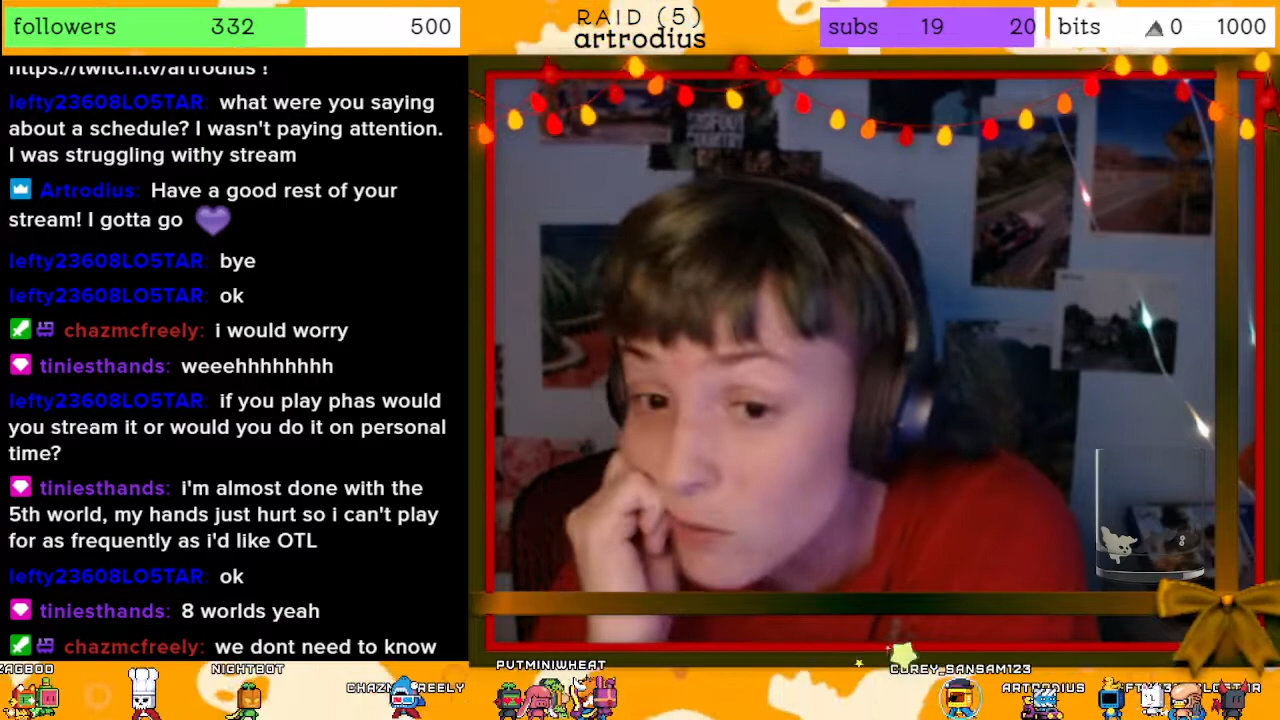 followers 332 500
RAID (5)
artrodius
subs 19 20
bits 0 1000
https://twitch.tv/artrodius !
lefty23608LO5TAR: what were you saying
about a schedule? I wasn't paying attention.
I was struggling withy stream
Artrodius: Have a good rest of your
stream! I gotta go
lefty23608LO5TAR: bye
lefty23608LO5TAR: ok
chazmcfreely: i would worry
tiniesthands: weeehhhhhhhh
lefty23608LO5TAR: if you play phas would
you stream it or would you do it on personal
time?
tiniesthands: i'm almost done with the
5th world, my hands just hurt so i can't play
for as frequently as i'd like OTL
lefty23608LO5TAR: ok
tiniesthands: 8 worlds yeah
chazmcfreely: we dont need to know
BIGFOOT
COUNTRY
ZAGBOO
NIGHTBOT
PUTMINIWHEAT
COREY_SANSAM123
ARTRODIUS